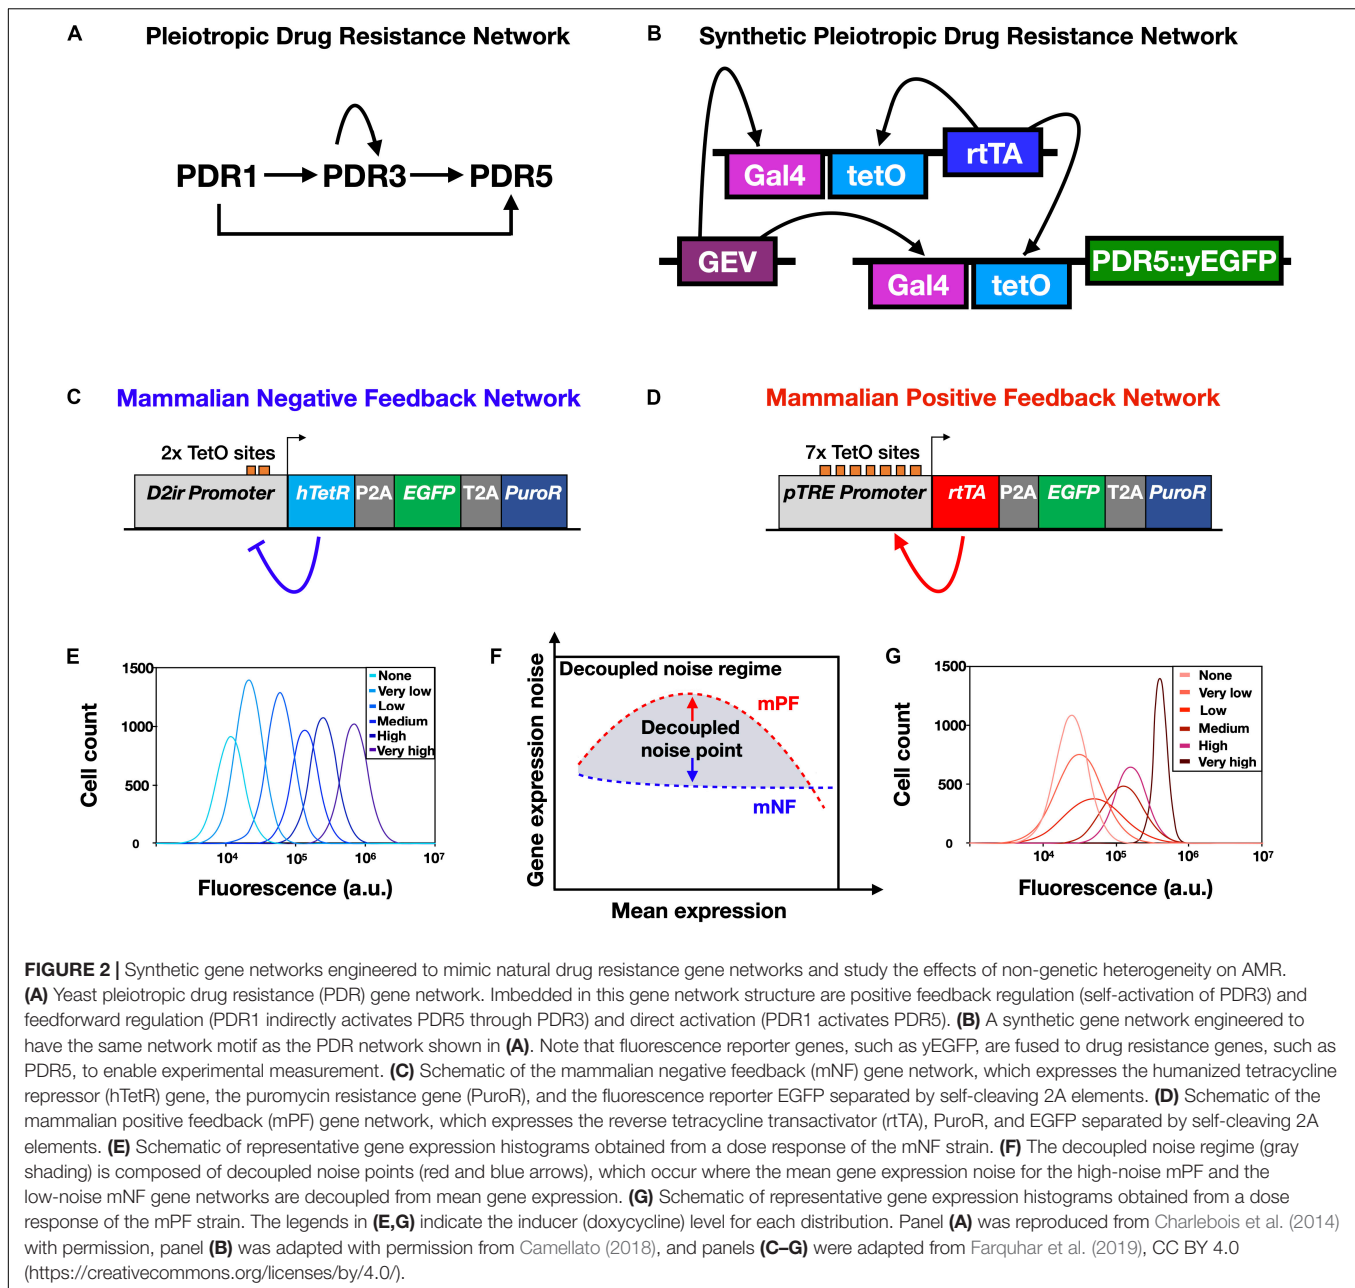 A Pleiotropic Drug Resistance Network
PDR1 PDR3 PDR5
B Synthetic Pleiotropic Drug Resistance Network
rtTA
Gal4 tetO
GEV
PDR5::yEGFP
Gal4 tetO
C Mammalian Negative Feedback Network
2x TetO sites
D2ir Promoter hTetR P2A EGFP T2A PuroR
D Mammalian Positive Feedback Network
7x TetO sites
pTRE Promoter rtTA P2A EGFP T2A PuroR
E
Cell count
1500
1000
500
0
None
Very low
Low
Medium
High
Very high
10⁴ 10⁵ 10⁶ 10⁷
Fluorescence (a.u.)
F
Gene expression noise
Decoupled noise regime
mPF
Decoupled
noise point
mNF
Mean expression
G
Cell count
1500
1000
500
0
None
Very low
Low
Medium
High
Very high
10⁴ 10⁵ 10⁶ 10⁷
Fluorescence (a.u.)
FIGURE 2 | Synthetic gene networks engineered to mimic natural drug resistance gene networks and study the effects of non-genetic heterogeneity on AMR.
(A) Yeast pleiotropic drug resistance (PDR) gene network. Imbedded in this gene network structure are positive feedback regulation (self-activation of PDR3) and
feedforward regulation (PDR1 indirectly activates PDR5 through PDR3) and direct activation (PDR1 activates PDR5). (B) A synthetic gene network engineered to
have the same network motif as the PDR network shown in (A). Note that fluorescence reporter genes, such as yEGFP, are fused to drug resistance genes, such as
PDR5, to enable experimental measurement. (C) Schematic of the mammalian negative feedback (mNF) gene network, which expresses the humanized tetracycline
repressor (hTetR) gene, the puromycin resistance gene (PuroR), and the fluorescence reporter EGFP separated by self-cleaving 2A elements. (D) Schematic of the
mammalian positive feedback (mPF) gene network, which expresses the reverse tetracycline transactivator (rtTA), PuroR, and EGFP separated by self-cleaving 2A
elements. (E) Schematic of representative gene expression histograms obtained from a dose response of the mNF strain. (F) The decoupled noise regime (gray
shading) is composed of decoupled noise points (red and blue arrows), which occur where the mean gene expression noise for the high-noise mPF and the
low-noise mNF gene networks are decoupled from mean gene expression. (G) Schematic of representative gene expression histograms obtained from a dose
response of the mPF strain. The legends in (E,G) indicate the inducer (doxycycline) level for each distribution. Panel (A) was reproduced from Charlebois et al. (2014)
with permission, panel (B) was adapted with permission from Camellato (2018), and panels (C–G) were adapted from Farquhar et al. (2019), CC BY 4.0
(https://creativecommons.org/licenses/by/4.0/).